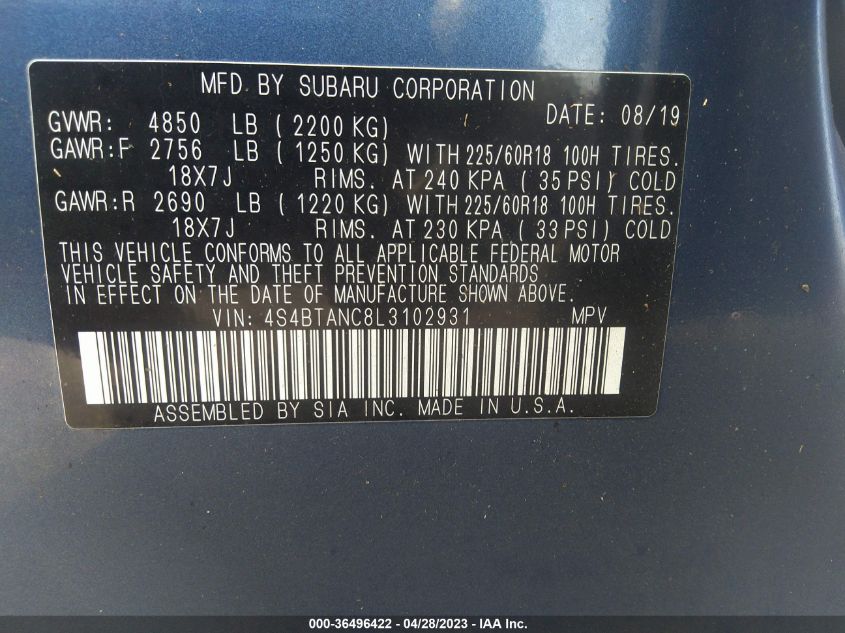 MFD. BY SUBARU CORPORATION
DATE: 08/19
GVWR: 4850 LB (2200 KG)
GAWR:F 2756 LB (1250 KG) WITH 225/60R18 100H TIRES.
18X7J RIMS. AT 240 KPA (35 PSI) COLD
GAWR:R 2690 LB (1220 KG) WITH 225/60R18 100H TIRES.
18X7J RIMS. AT 230 KPA (33 PSI) COLD
THIS VEHICLE CONFORMS TO ALL APPLICABLE FEDERAL MOTOR
VEHICLE SAFETY AND THEFT PREVENTION STANDARDS
IN EFFECT ON THE DATE OF MANUFACTURE SHOWN ABOVE.
VIN: 4S4BTANC8L3102931 MPV
ASSEMBLED BY SIA INC. MADE IN U.S.A.
000-36496422 - 04/28/2023 - IAA Inc.